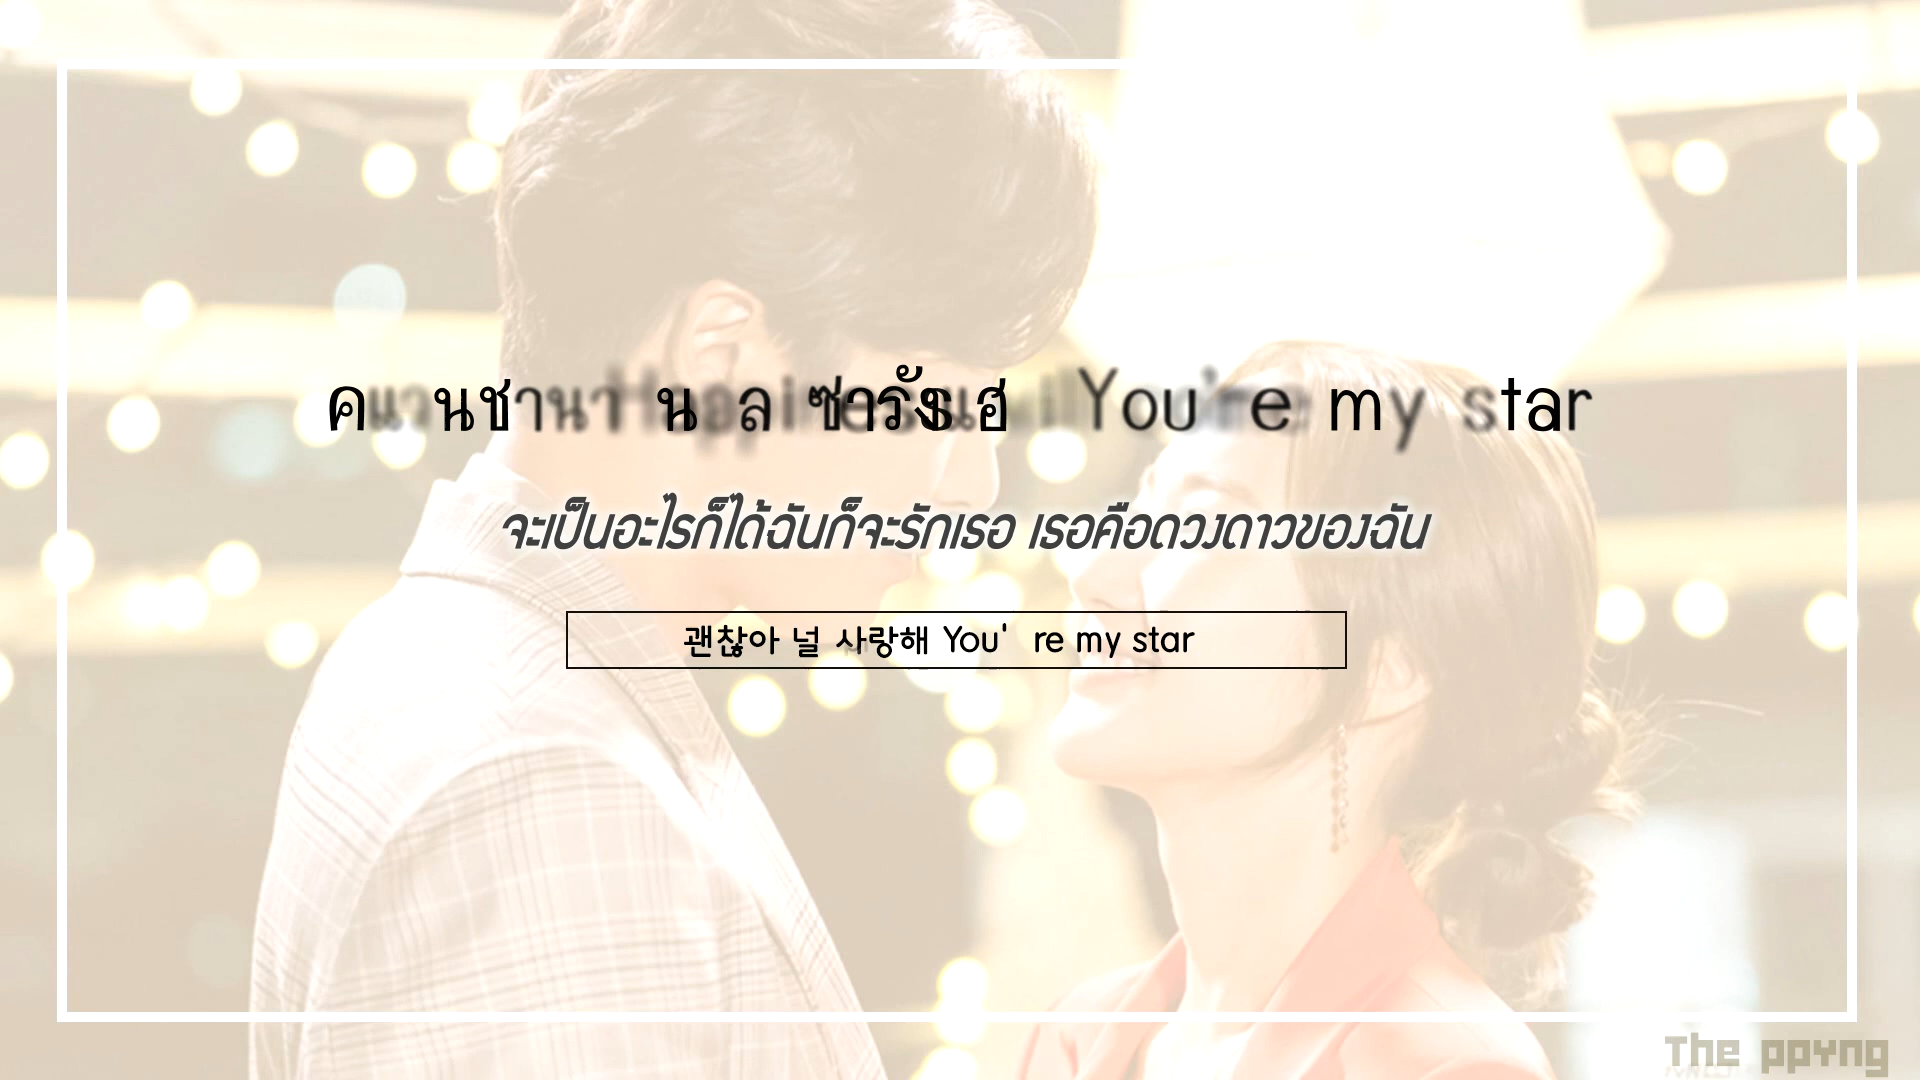 You're my star
จะเป็นอะไรก็ได้ฉันก็จะรักเธอ เธอคือดวงดาวของฉัน
괜찮아 널 사랑해 You're my star
The ppyng